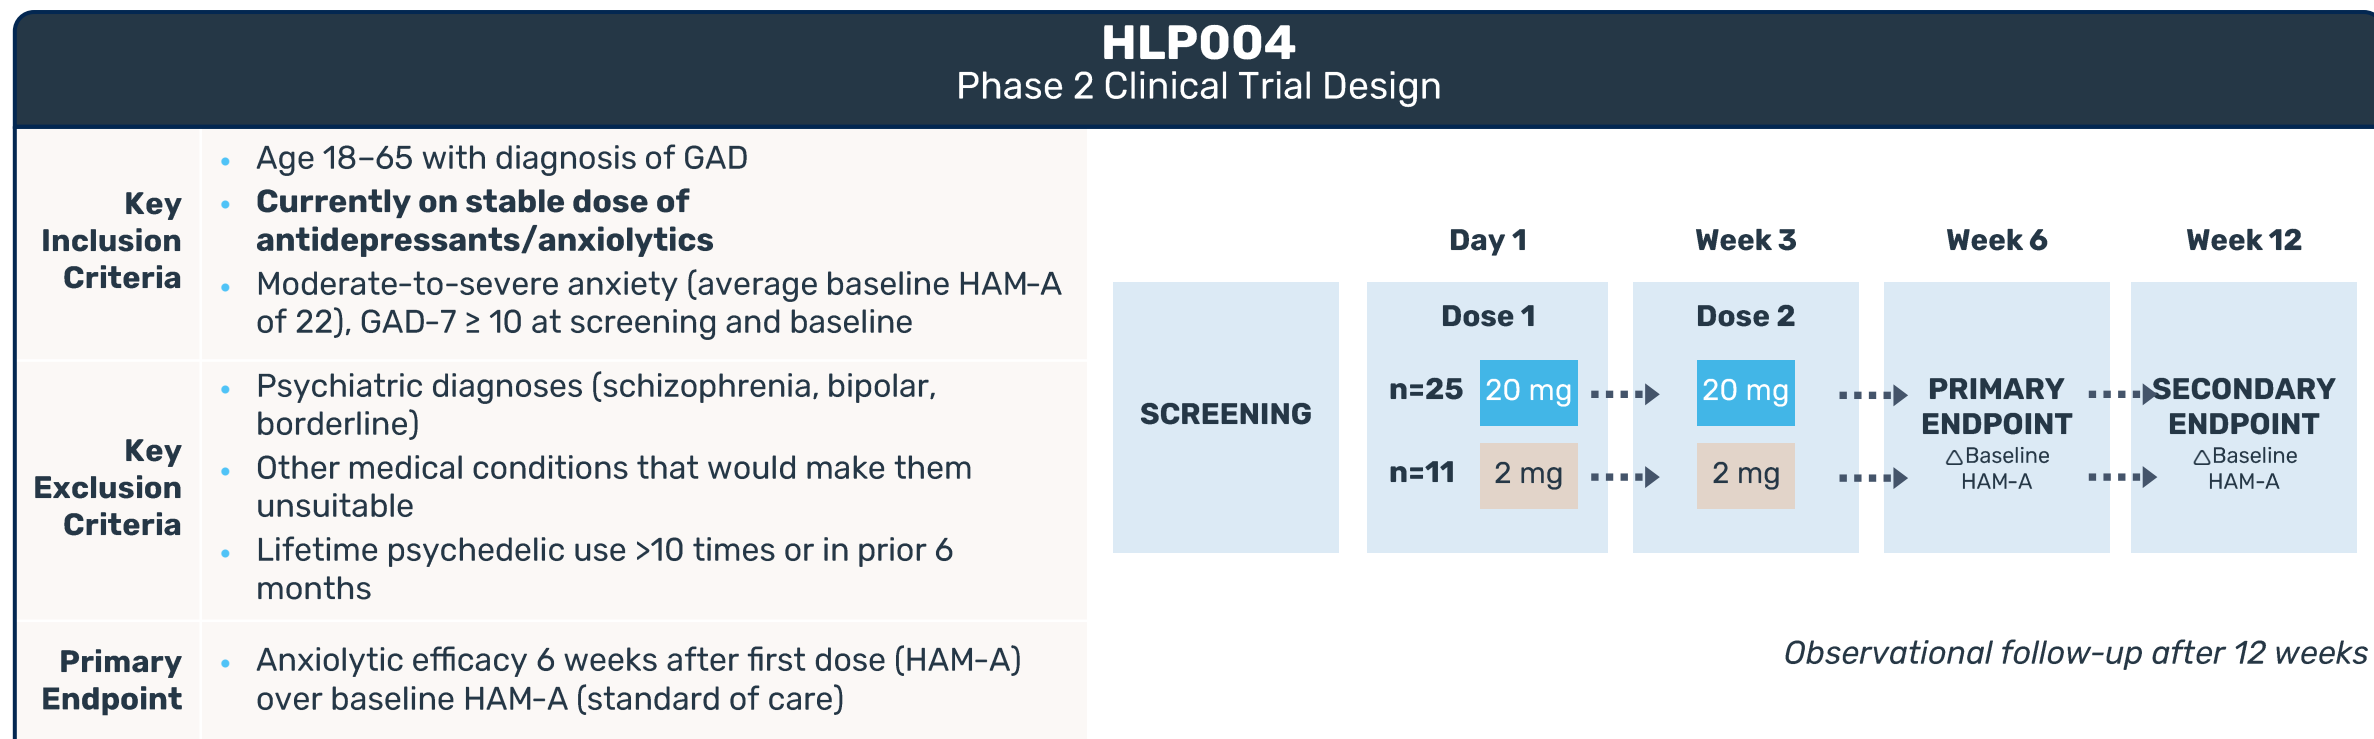 HLP004
Phase 2 Clinical Trial Design
Key
Inclusion
Criteria
• Age 18–65 with diagnosis of GAD
• Currently on stable dose of
antidepressants/anxiolytics
• Moderate-to-severe anxiety (average baseline HAM-A
of 22), GAD-7 ≥ 10 at screening and baseline
Key
Exclusion
Criteria
• Psychiatric diagnoses (schizophrenia, bipolar,
borderline)
• Other medical conditions that would make them
unsuitable
• Lifetime psychedelic use >10 times or in prior 6
months
Primary
Endpoint
• Anxiolytic efficacy 6 weeks after first dose (HAM-A)
over baseline HAM-A (standard of care)
Day 1 Week 3 Week 6 Week 12
SCREENING
Dose 1 Dose 2
n=25 20 mg 20 mg
n=11 2 mg 2 mg
PRIMARY
ENDPOINT
△Baseline
HAM-A
SECONDARY
ENDPOINT
△Baseline
HAM-A
Observational follow-up after 12 weeks